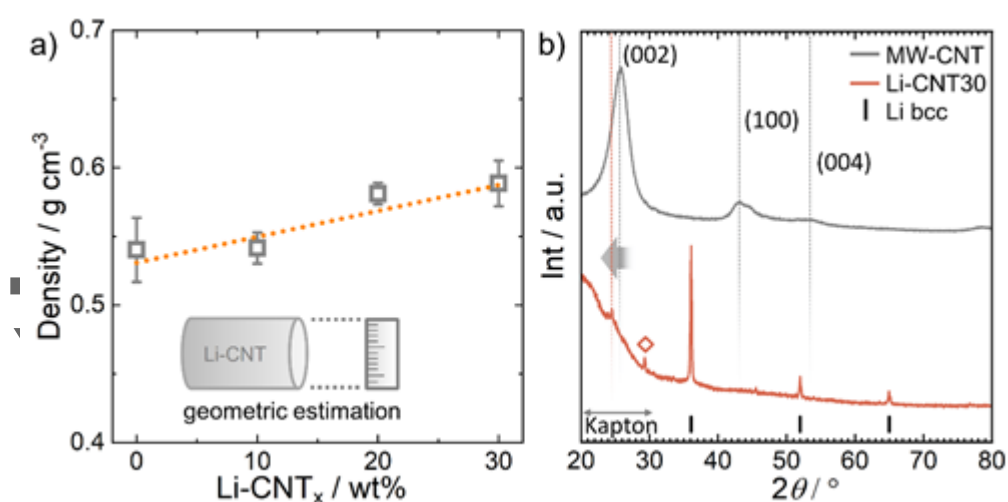 a)
0.7
0.6
0.5
0.4
Density / g cm⁻³
Li-CNT
geometric estimation
0
10
20
30
Li-CNTₓ / wt%
b)
(002)
(100)
(004)
MW-CNT
Li-CNT30
Li bcc
Int / a.u.
Kapton
20
30
40
50
60
70
80
2θ / °